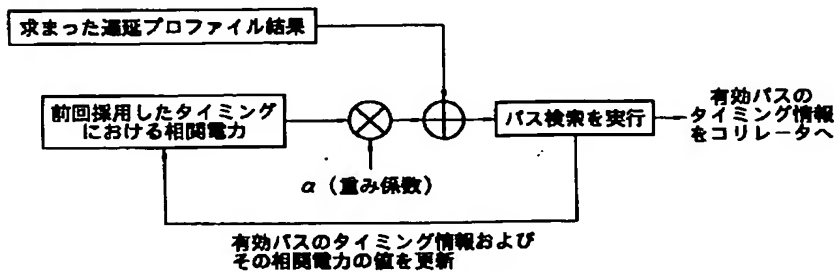 求まった遅延プロファイル結果
前回採用したタイミング
における相関電力
α（重み係数）
パス検索を実行
有効パスの
タイミング情報
をコリレータへ
有効パスのタイミング情報および
その相関電力の値を更新